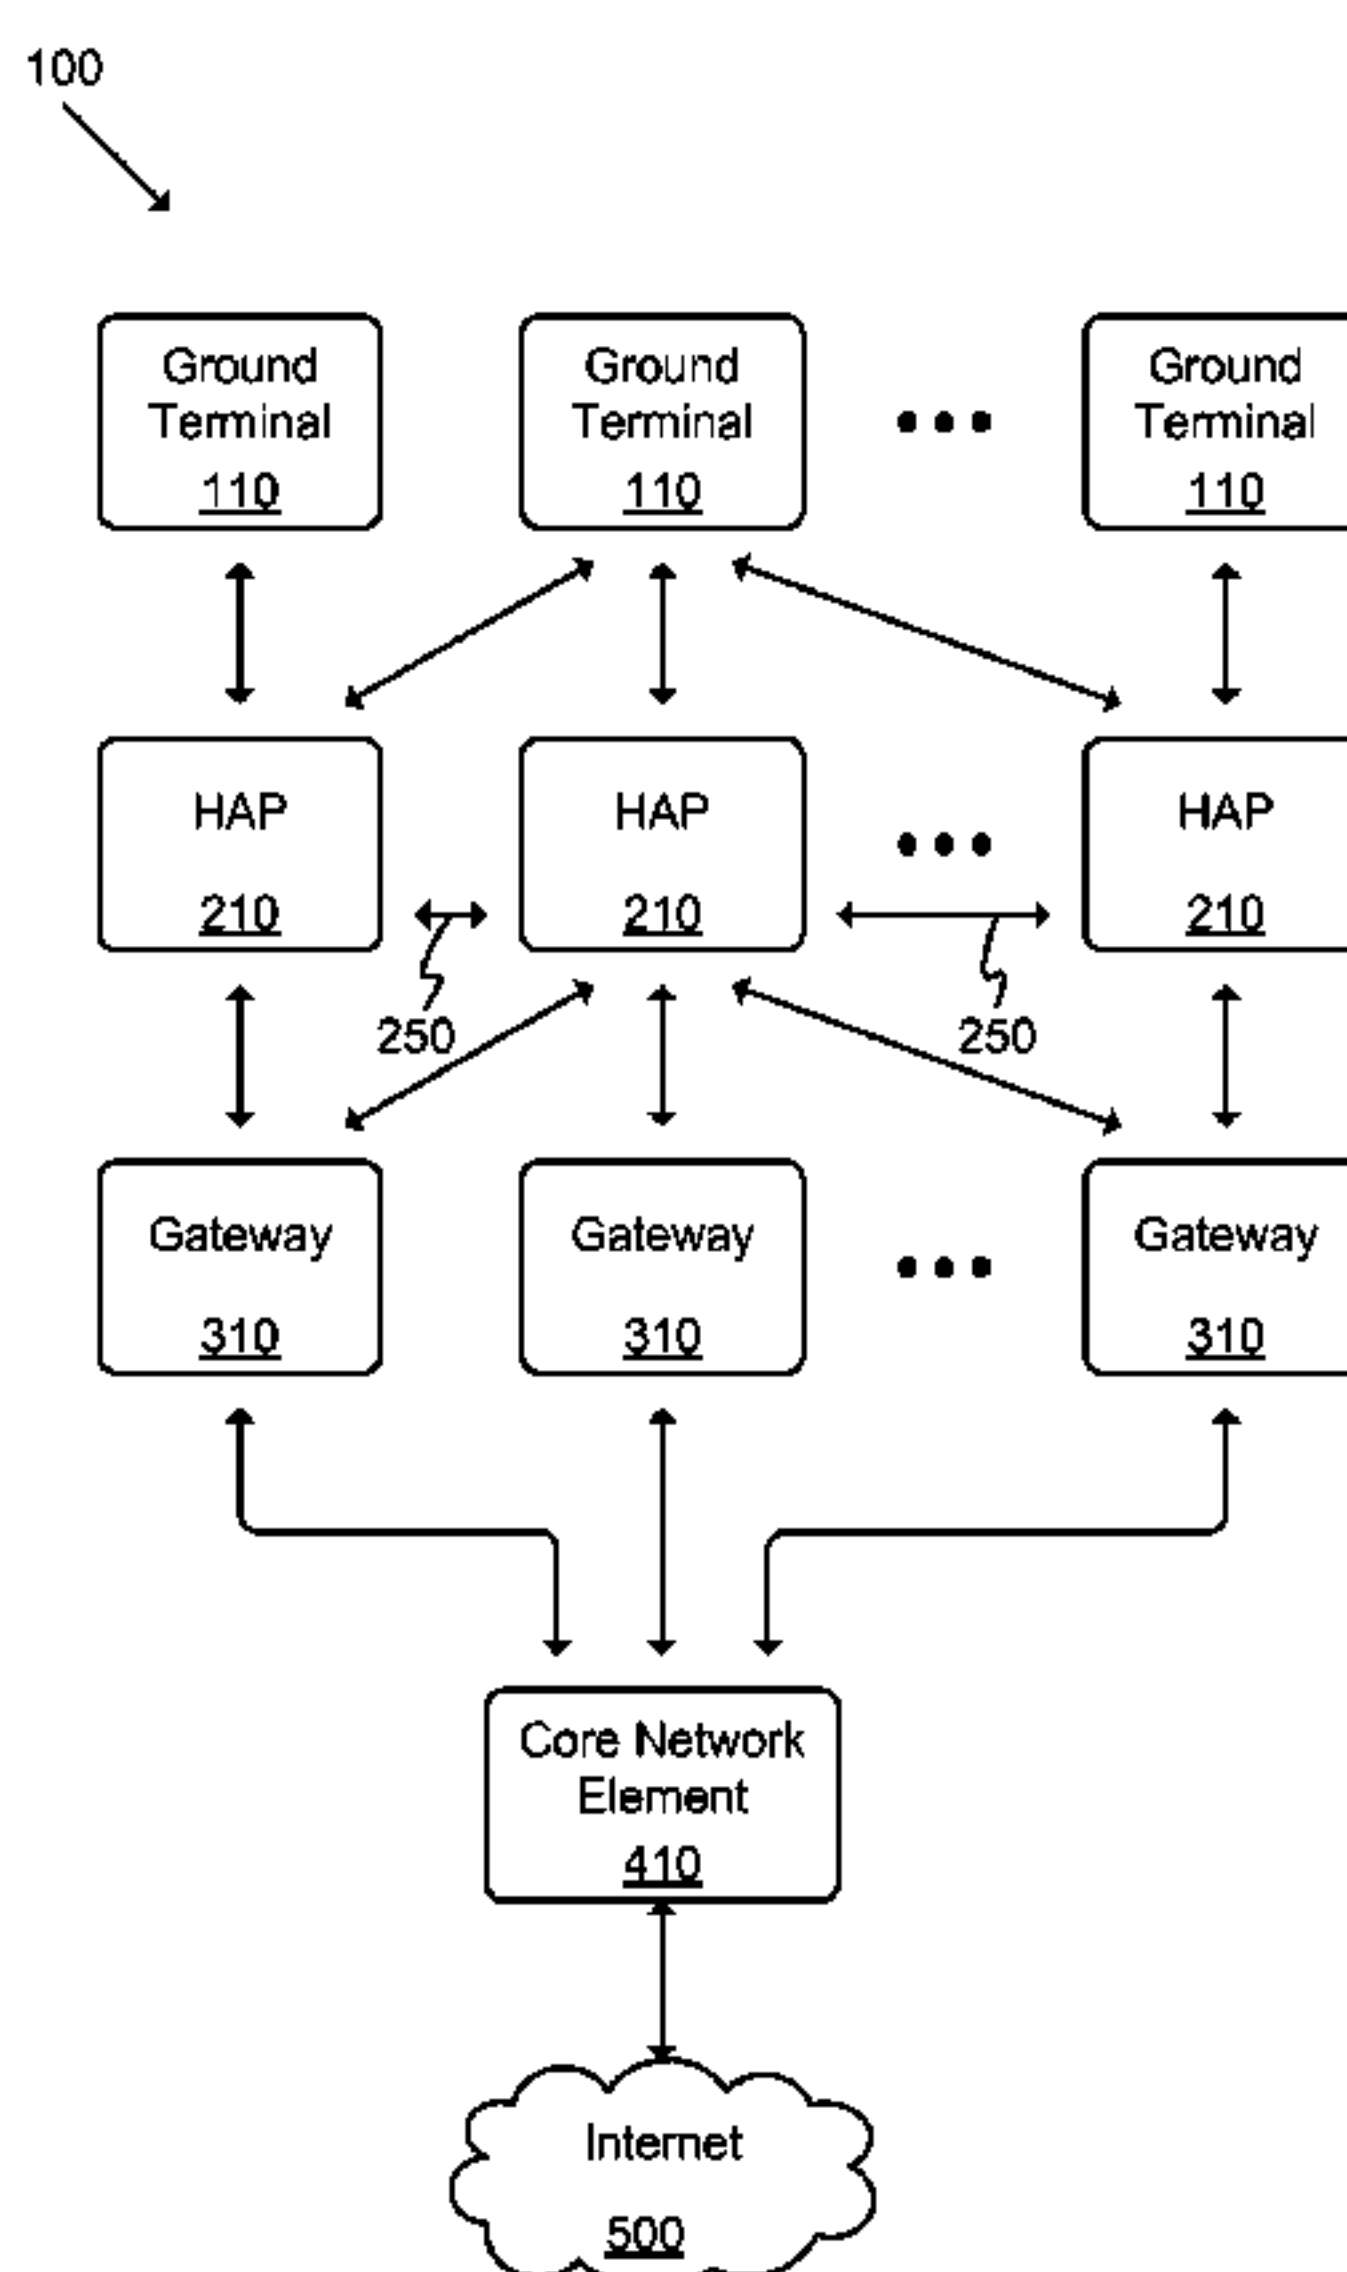 100
Ground
Terminal
110
Ground
Terminal
110
Ground
Terminal
110
HAP
210
HAP
210
HAP
210
250
250
Gateway
310
Gateway
310
Gateway
310
Core Network
Element
410
Internet
500